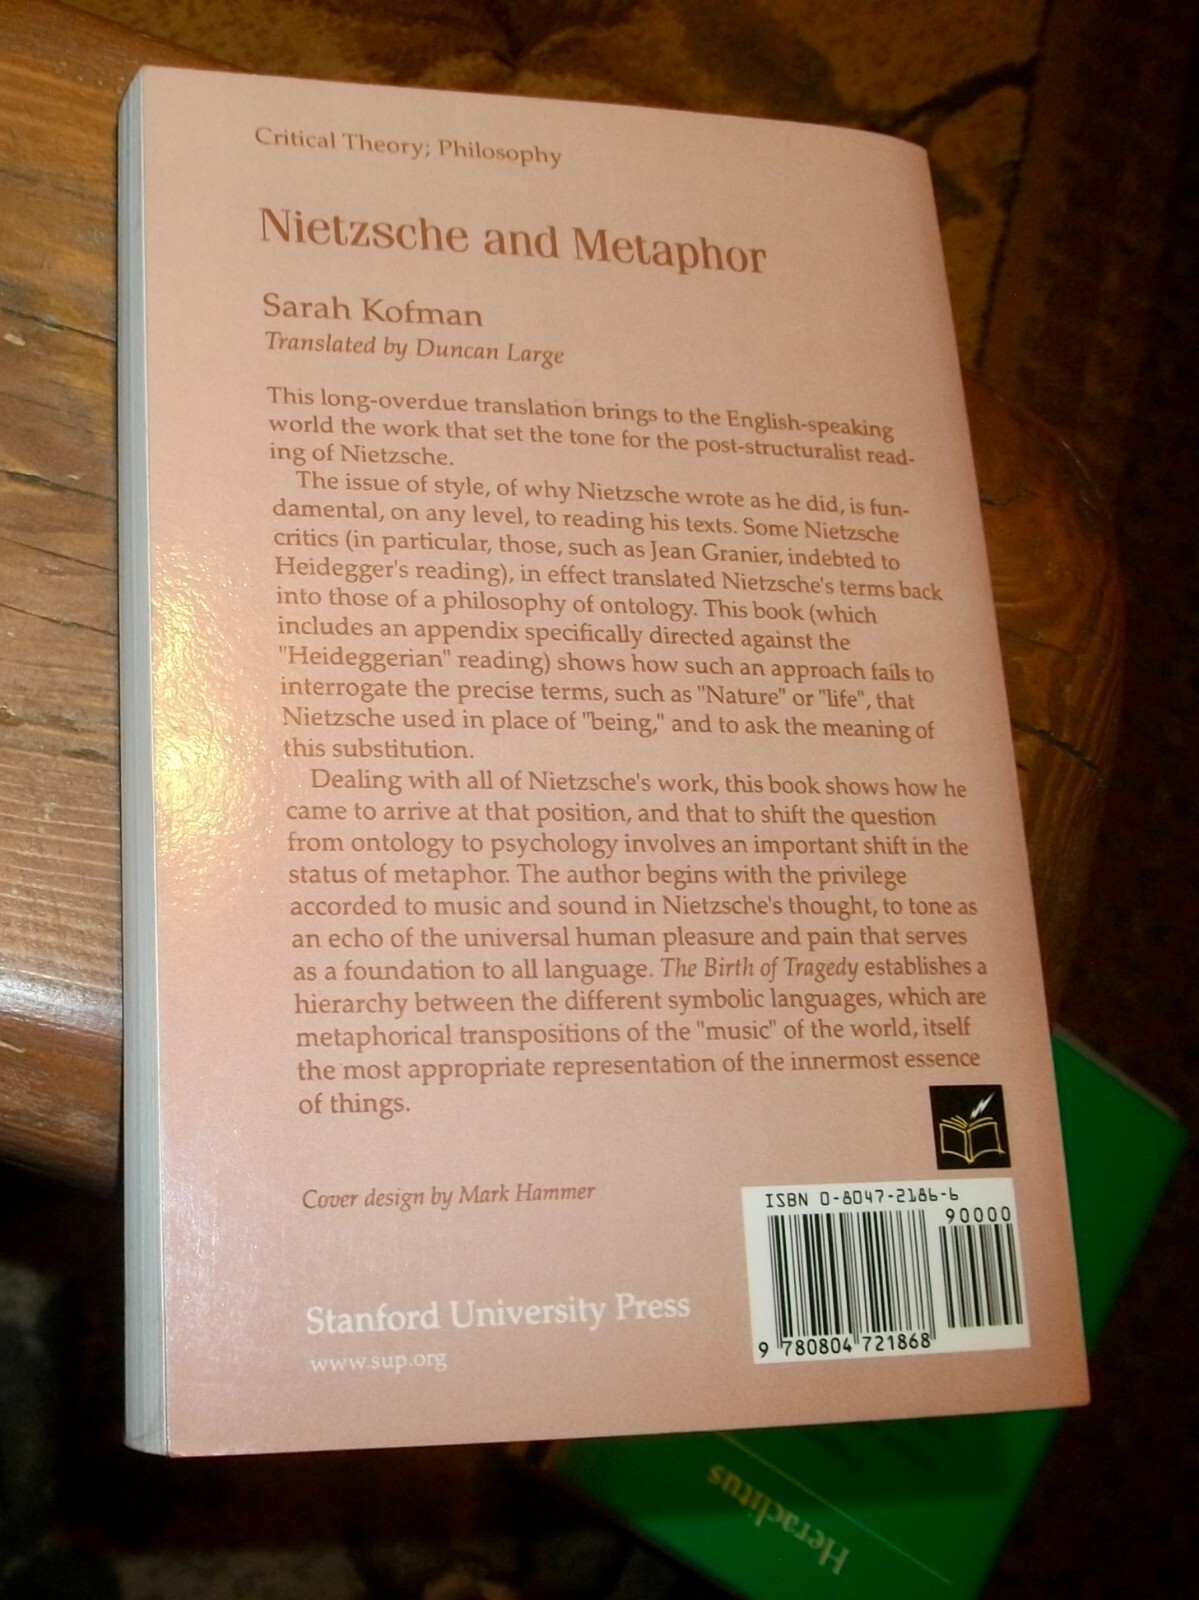 Critical Theory; Philosophy
Nietzsche and Metaphor
Sarah Kofman
Translated by Duncan Large
This long-overdue translation brings to the English-speaking
world the work that set the tone for the post-structuralist read-
ing of Nietzsche.
The issue of style, of why Nietzsche wrote as he did, is fun-
damental, on any level, to reading his texts. Some Nietzsche
critics (in particular, those, such as Jean Granier, indebted to
Heidegger's reading), in effect translated Nietzsche's terms back
into those of a philosophy of ontology. This book (which
includes an appendix specifically directed against the
"Heideggerian" reading) shows how such an approach fails to
interrogate the precise terms, such as "Nature" or "life", that
Nietzsche used in place of "being," and to ask the meaning of
this substitution.
Dealing with all of Nietzsche's work, this book shows how he
came to arrive at that position, and that to shift the question
from ontology to psychology involves an important shift in the
status of metaphor. The author begins with the privilege
accorded to music and sound in Nietzsche's thought, to tone as
an echo of the universal human pleasure and pain that serves
as a foundation to all language. The Birth of Tragedy establishes a
hierarchy between the different symbolic languages, which are
metaphorical transpositions of the "music" of the world, itself
the most appropriate representation of the innermost essence
of things.
Cover design by Mark Hammer
ISBN 0-8047-2186-6
90000
9 780804 721868
Stanford University Press
www.sup.org
Heraclitus